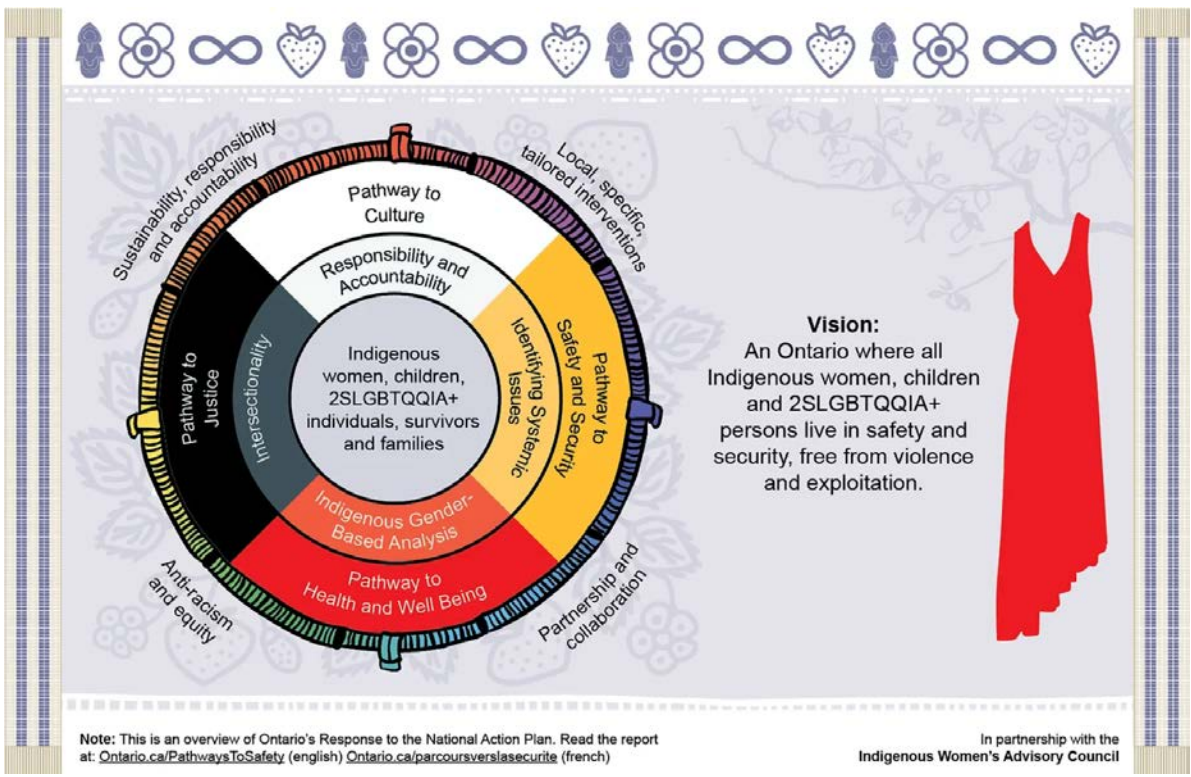 Sustainability, responsibility
and accountability
Local, specific,
tailored interventions
Pathway to
Culture
Responsibility and
Accountability
Pathway to
Justice
Intersectionality
Indigenous
women, children,
2SLGBTQQIA+
individuals, survivors
and families
Identifying Systemic
Issues
Pathway to
Safety and Security
Indigenous Gender-
Based Analysis
Pathway to
Health and Well Being
Anti-racism
and equity
Partnership and
collaboration
Vision:
An Ontario where all
Indigenous women, children
and 2SLGBTQQIA+
persons live in safety and
security, free from violence
and exploitation.
Note: This is an overview of Ontario's Response to the National Action Plan. Read the report
at: Ontario.ca/PathwaysToSafety (english) Ontario.ca/parcoursverslasecurite (french)
In partnership with the
Indigenous Women's Advisory Council